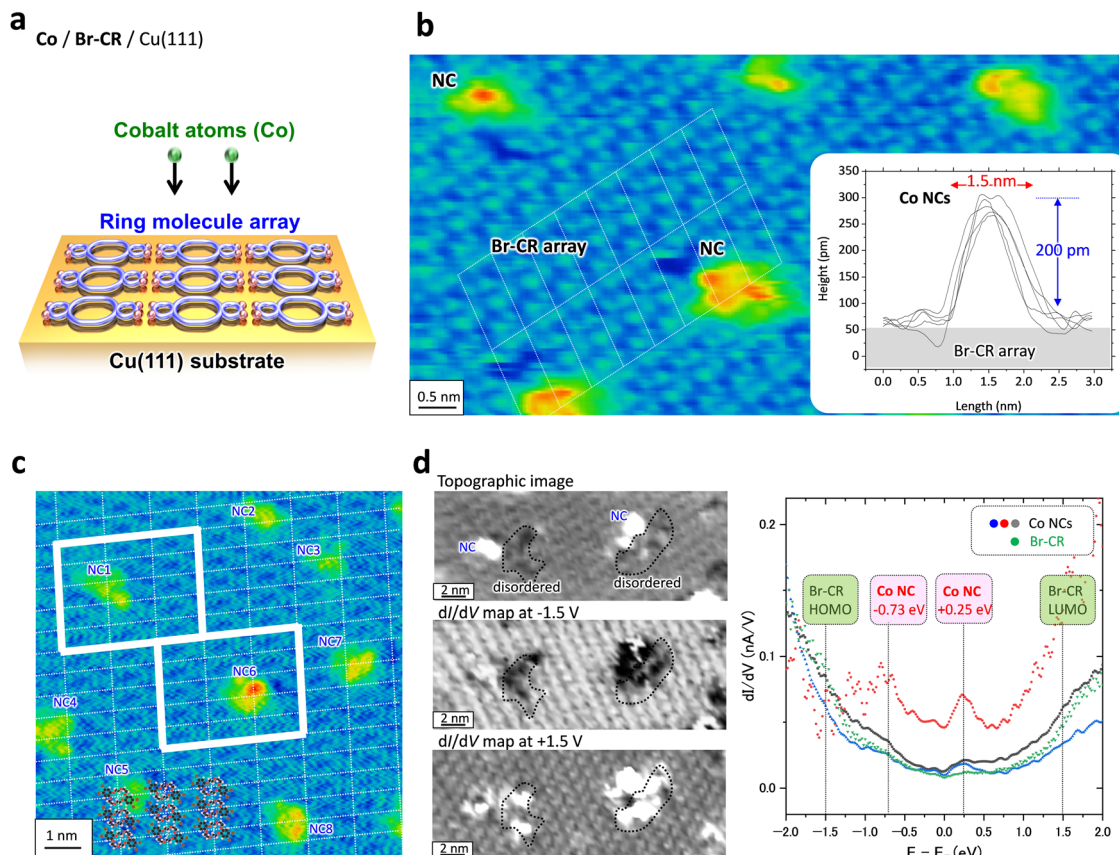 a
Co / Br-CR / Cu(111)
Cobalt atoms (Co)
Ring molecule array
Cu(111) substrate
b
NC
Br-CR array
NC
0.5 nm
Co NCs
1.5 nm
200 pm
Br-CR array
Height (pm)
350
300
250
200
150
100
50
0
0.0 0.5 1.0 1.5 2.0 2.5 3.0
Length (nm)
c
NC2
NC3
NC1
NC7
NC6
NC4
NC5
NC8
1 nm
d
Topographic image
NC
NC
disordered
disordered
2 nm
dI/dV map at -1.5 V
2 nm
dI/dV map at +1.5 V
2 nm
Co NCs
Br-CR
Br-CR
HOMO
Co NC
-0.73 eV
Co NC
+0.25 eV
Br-CR
LUMO
dI/dV (nA/V)
0.2
0.1
0.0
−2.0 −1.5 −1.0 −0.5 0.0 0.5 1.0 1.5 2.0